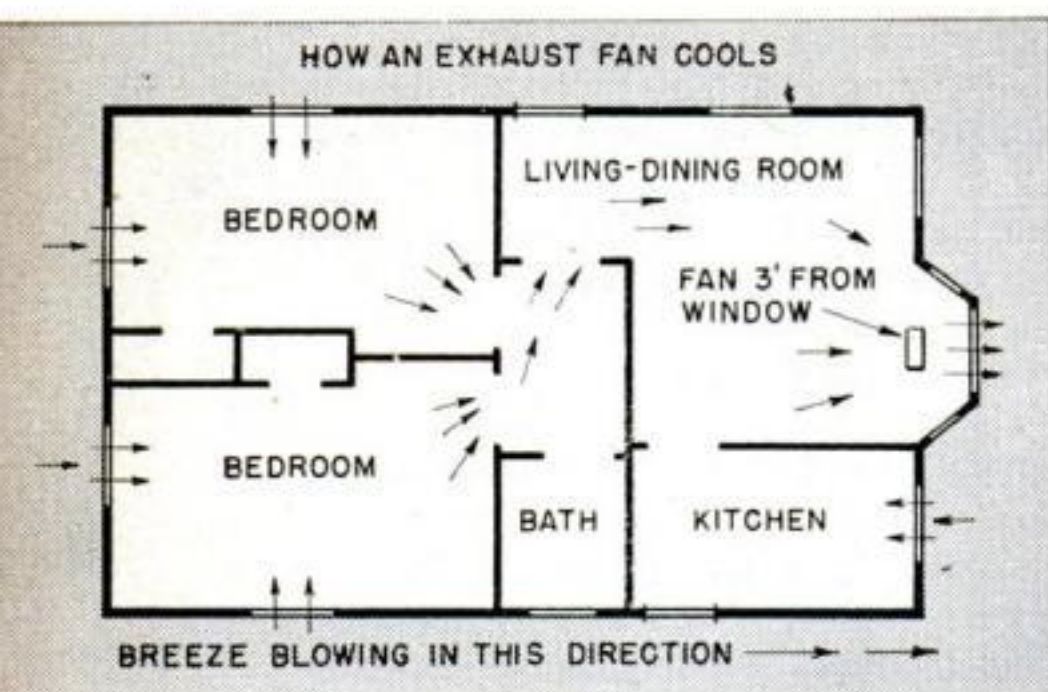 HOW AN EXHAUST FAN COOLS
LIVING-DINING ROOM
BEDROOM
FAN 3' FROM
WINDOW
BEDROOM
BATH
KITCHEN
BREEZE BLOWING IN THIS DIRECTION